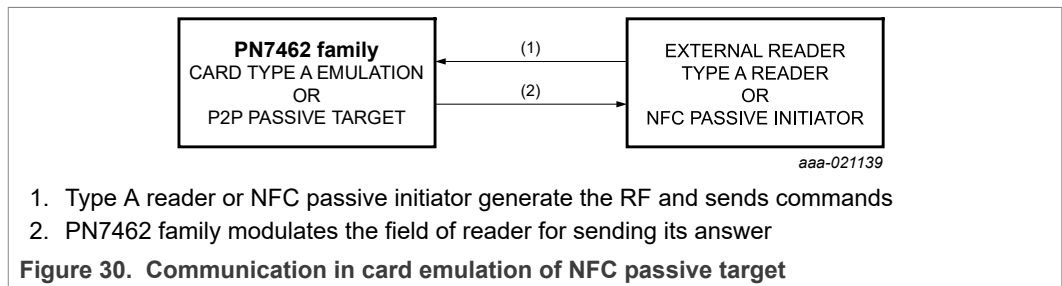 PN7462 family
CARD TYPE A EMULATION
OR
P2P PASSIVE TARGET
(1)
(2)
EXTERNAL READER
TYPE A READER
OR
NFC PASSIVE INITIATOR
aaa-021139
1. Type A reader or NFC passive initiator generate the RF and sends commands
2. PN7462 family modulates the field of reader for sending its answer
Figure 30. Communication in card emulation of NFC passive target